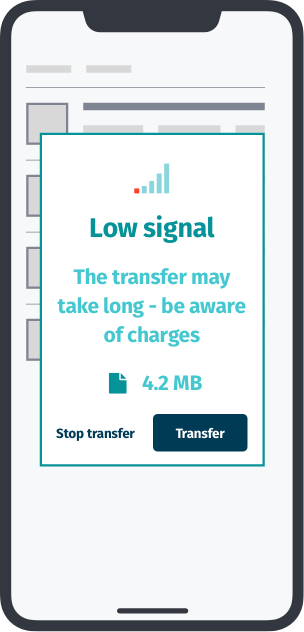 Low signal
The transfer may
take long - be aware
of charges
4.2 MB
Stop transfer
Transfer